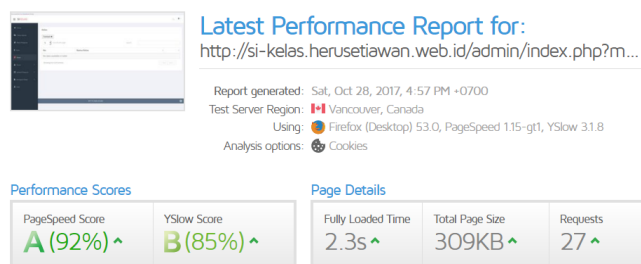 Latest Performance Report for:
http://si-kelas.herusetiawan.web.id/admin/index.php?m...
Report generated: Sat, Oct 28, 2017, 4:57 PM +0700
Test Server Region: Vancouver, Canada
Using: Firefox (Desktop) 53.0, PageSpeed 1.15-gt1, YSlow 3.1.8
Analysis options: Cookies
Performance Scores
Page Details
PageSpeed Score
YSlow Score
Fully Loaded Time
Total Page Size
Requests
A (92%)
B (85%)
2.3s
309KB
27